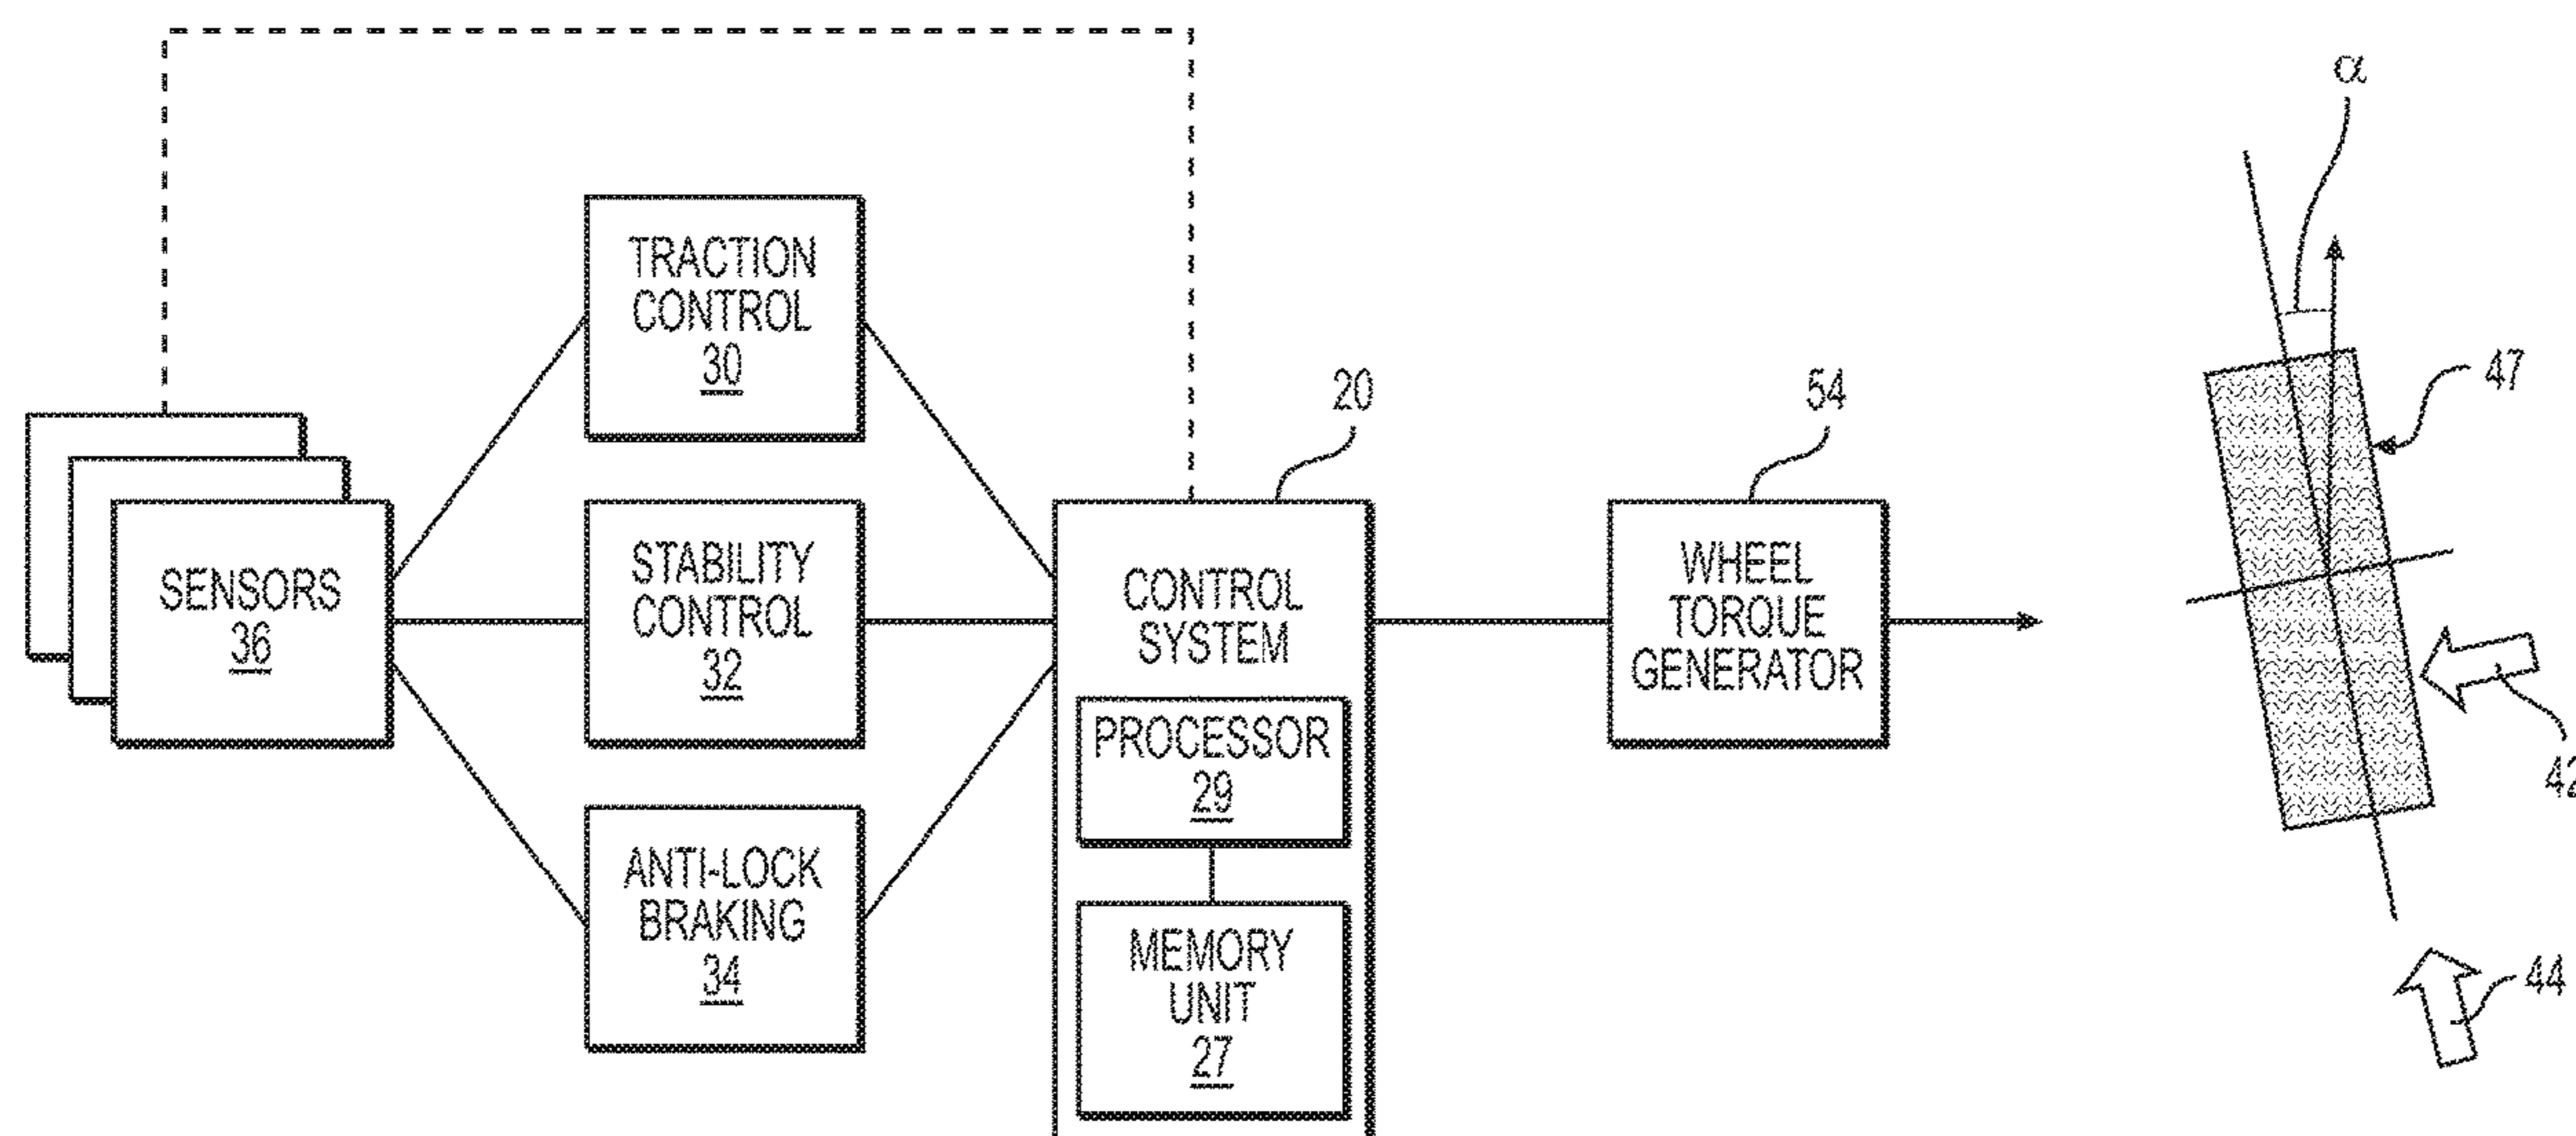 α
TRACTION
CONTROL
30
20
54
47
SENSORS
36
STABILITY
CONTROL
32
CONTROL
SYSTEM
WHEEL
TORQUE
GENERATOR
PROCESSOR
29
42
ANTI-LOCK
BRAKING
34
MEMORY
UNIT
27
44